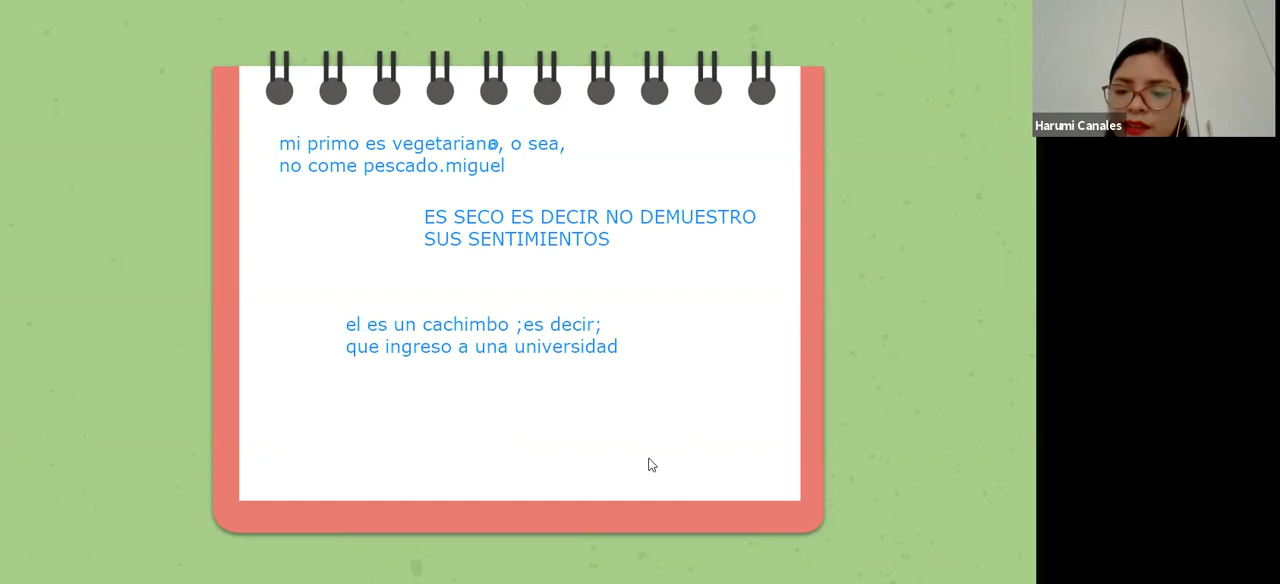 mi primo es vegetariano, o sea,
no come pescado.miguel
ES SECO ES DECIR NO DEMUESTRO
SUS SENTIMIENTOS
el es un cachimbo ;es decir;
que ingreso a una universidad
Harumi Canales